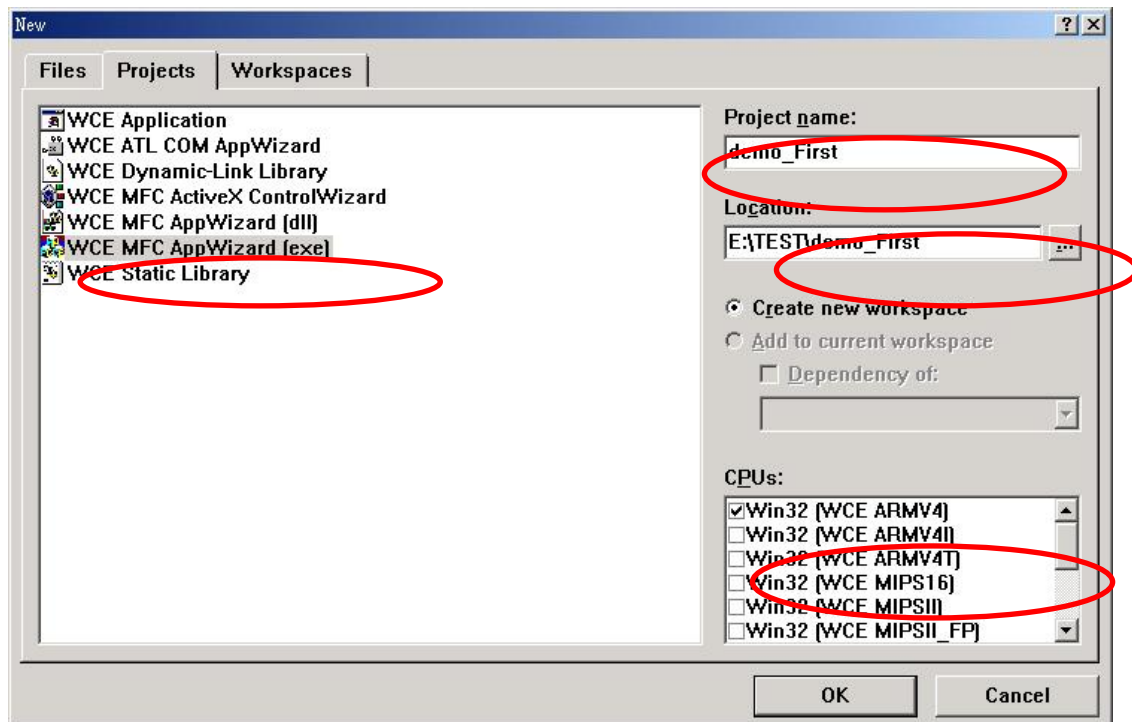 New
Files Projects Workspaces
WCE Application
WCE ATL COM AppWizard
WCE Dynamic-Link Library
WCE MFC ActiveX ControlWizard
WCE MFC AppWizard (dll)
WCE MFC AppWizard (exe)
WCE Static Library
Project name:
demo_First
Location:
E:\TEST\demo_First
...
Create new workspace
Add to current workspace
Dependency of:
CPUs:
Win32 (WCE ARMV4)
Win32 (WCE ARMV4I)
Win32 (WCE ARMV4T)
Win32 (WCE MIPS16)
Win32 (WCE MIPSII)
Win32 (WCE MIPSII_FP)
OK Cancel